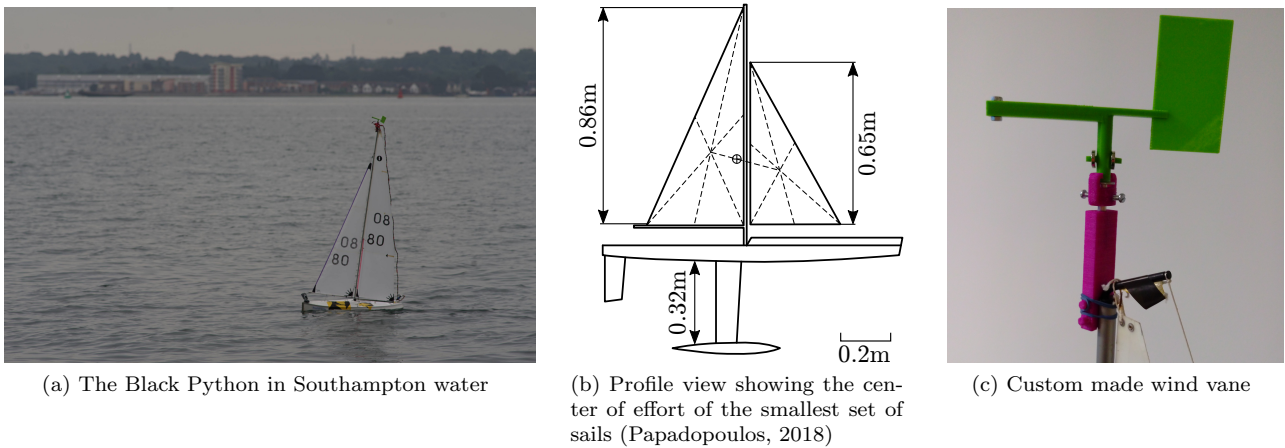 08
80
08
80
0.86m
0.65m
0.32m
0.2m
(a) The Black Python in Southampton water
(b) Profile view showing the cen-
ter of effort of the smallest set of
sails (Papadopoulos, 2018)
(c) Custom made wind vane